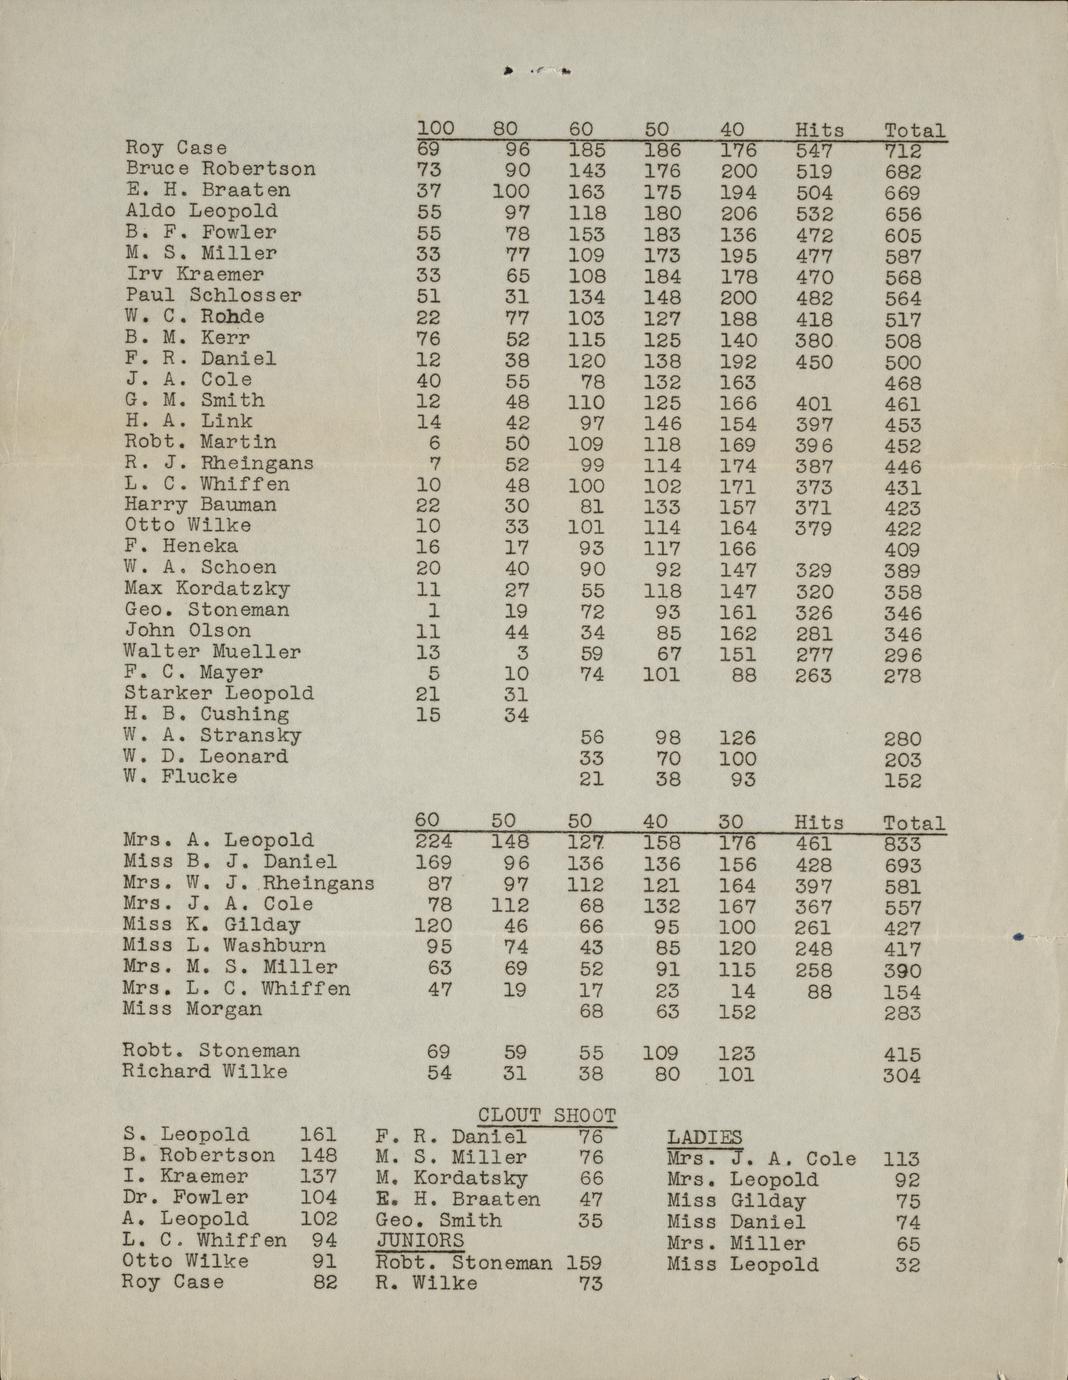 100 80 60 50 40 Hits Total
Roy Case 69 96 185 186 176 547 712
Bruce Robertson 73 90 143 176 200 519 682
E. H. Braaten 37 100 163 175 194 504 669
Aldo Leopold 55 97 118 180 206 532 656
B. F. Fowler 55 78 153 183 136 472 605
M. S. Miller 33 77 109 173 195 477 587
Irv Kraemer 33 65 108 184 178 470 568
Paul Schlosser 51 31 134 148 200 482 564
W. C. Rohde 22 77 103 127 188 418 517
B. M. Kerr 76 52 115 125 140 380 508
F. R. Daniel 12 38 120 138 192 450 500
J. A. Cole 40 55 78 132 163 468
G. M. Smith 12 48 110 125 166 401 461
H. A. Link 14 42 97 146 154 397 453
Robt. Martin 6 50 109 118 169 396 452
R. J. Rheingans 7 52 99 114 174 387 446
L. C. Whiffen 10 48 100 102 171 373 431
Harry Bauman 22 30 81 133 157 371 423
Otto Wilke 10 33 101 114 164 379 422
F. Heneka 16 17 93 117 166 409
W. A. Schoen 20 40 90 92 147 329 389
Max Kordatzky 11 27 55 118 147 320 358
Geo. Stoneman 1 19 72 93 161 326 346
John Olson 11 44 34 85 162 281 346
Walter Mueller 13 3 59 67 151 277 296
F. C. Mayer 5 10 74 101 88 263 278
Starker Leopold 21 31
H. B. Cushing 15 34
W. A. Stransky 56 98 126 280
W. D. Leonard 33 70 100 203
W. Flucke 21 38 93 152
60 50 50 40 30 Hits Total
Mrs. A. Leopold 224 148 127 158 176 461 833
Miss B. J. Daniel 169 96 136 136 156 428 693
Mrs. W. J. Rheingans 87 97 112 121 164 397 581
Mrs. J. A. Cole 78 112 68 132 167 367 557
Miss K. Gilday 120 46 66 95 100 261 427
Miss L. Washburn 95 74 43 85 120 248 417
Mrs. M. S. Miller 63 69 52 91 115 258 390
Mrs. L. C. Whiffen 47 19 17 23 14 88 154
Miss Morgan 68 63 152 283
Robt. Stoneman 69 59 55 109 123 415
Richard Wilke 54 31 38 80 101 304
CLOUT SHOOT
S. Leopold 161
B. Robertson 148
I. Kraemer 137
Dr. Fowler 104
A. Leopold 102
L. C. Whiffen 94
Otto Wilke 91
Roy Case 82
F. R. Daniel 76
M. S. Miller 76
M. Kordatsky 66
E. H. Braaten 47
Geo. Smith 35
JUNIORS
Robt. Stoneman 159
R. Wilke 73
LADIES
Mrs. J. A. Cole 113
Mrs. Leopold 92
Miss Gilday 75
Miss Daniel 74
Mrs. Miller 65
Miss Leopold 32